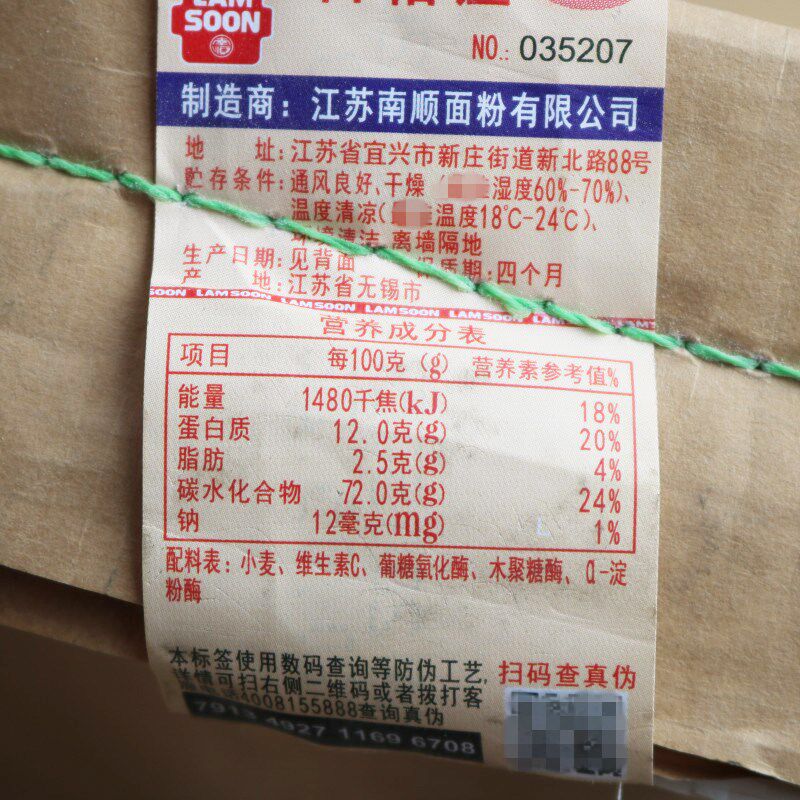 LAM
SOON
NO.: 035207
制造商：江苏南顺面粉有限公司
地 址：江苏省宜兴市新庄街道新北路88号
贮存条件：通风良好、干燥 湿度60%-70%)、
温度清凉( 温度18℃-24℃)、
环境清洁、离墙隔地
生产日期：见背面 保质期：四个月
产 地：江苏省无锡市
SOON LAM SOON LAM SOON LAM SOON LAM SOON LAMS
营养成分表
项目 每100克 (g) 营养素参考值%
能量 1480千焦(kJ) 18%
蛋白质 12.0克(g) 20%
脂肪 2.5克(g) 4%
碳水化合物 72.0克(g) 24%
钠 12毫克(mg) 1%
配料表：小麦、维生素C、葡糖氧化酶、木聚糖酶、α-淀
粉酶
本标签使用数码查询等防伪工艺，扫码查真伪
详情可扫右侧二维码或者拨打客
4008155888查询真伪
7913 4927 1169 6708